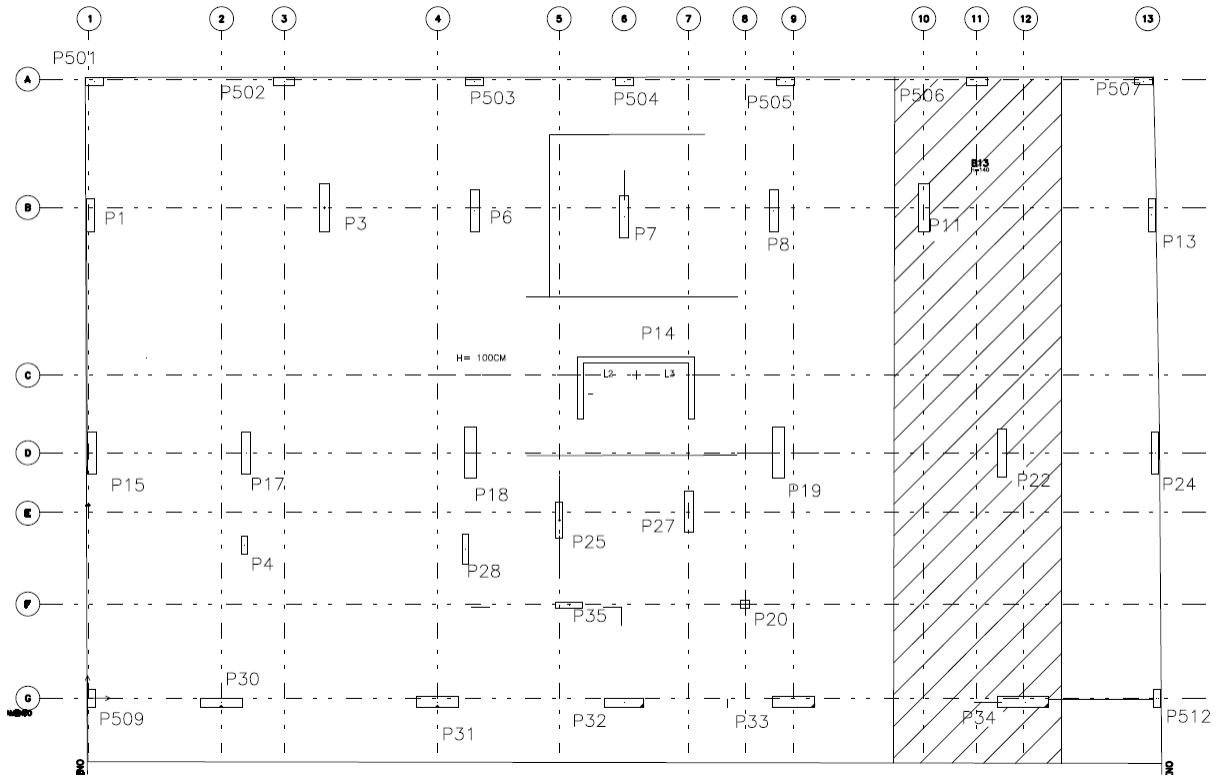 1 2 3 4 5 6 7 8 9 10 11 12 13
P501
A
P502 P503 P504 P505 P506 P507
B13
h=140
B
P1 P3 P6 P7 P8 P11 P13
P14
H= 100CM
C
L2 L3
D
P15 P17 P18 P19 P22 P24
E
P25 P27
P4 P28
F
P35 P20
P30
G
P509 P31 P32 P33 P34 P512